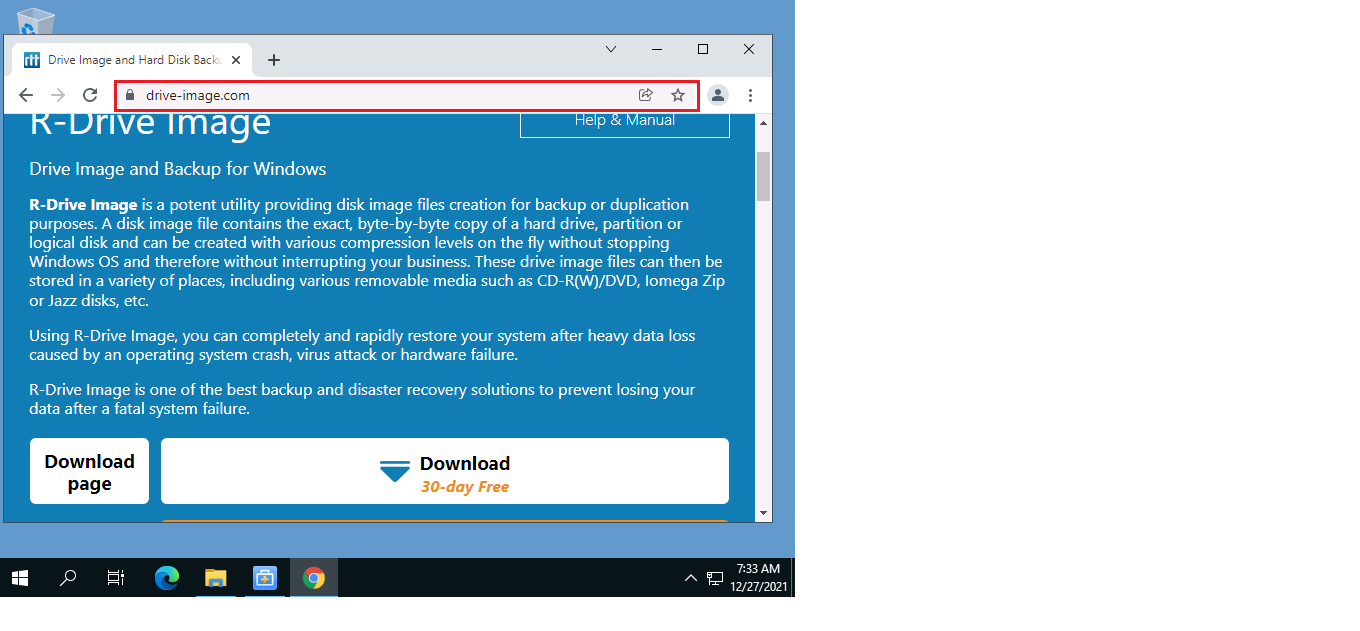 Drive Image and Hard Disk Backu
drive-image.com
R-Drive Image
Help & Manual
Drive Image and Backup for Windows
R-Drive Image is a potent utility providing disk image files creation for backup or duplication
purposes. A disk image file contains the exact, byte-by-byte copy of a hard drive, partition or
logical disk and can be created with various compression levels on the fly without stopping
Windows OS and therefore without interrupting your business. These drive image files can then be
stored in a variety of places, including various removable media such as CD-R(W)/DVD, Iomega Zip
or Jazz disks, etc.
Using R-Drive Image, you can completely and rapidly restore your system after heavy data loss
caused by an operating system crash, virus attack or hardware failure.
R-Drive Image is one of the best backup and disaster recovery solutions to prevent losing your
data after a fatal system failure.
Download
page
Download
30-day Free
7:33 AM
12/27/2021